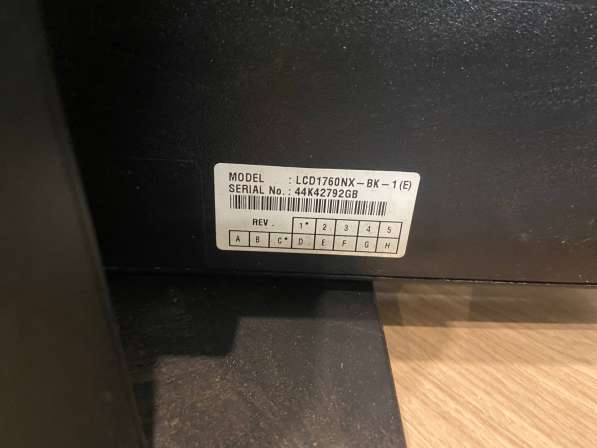 MODEL : LCD1760NX-BK-1(E)
SERIAL No. : 44K42792GB
REV. 1* 2 3 4 5
A B C* D. E F G H